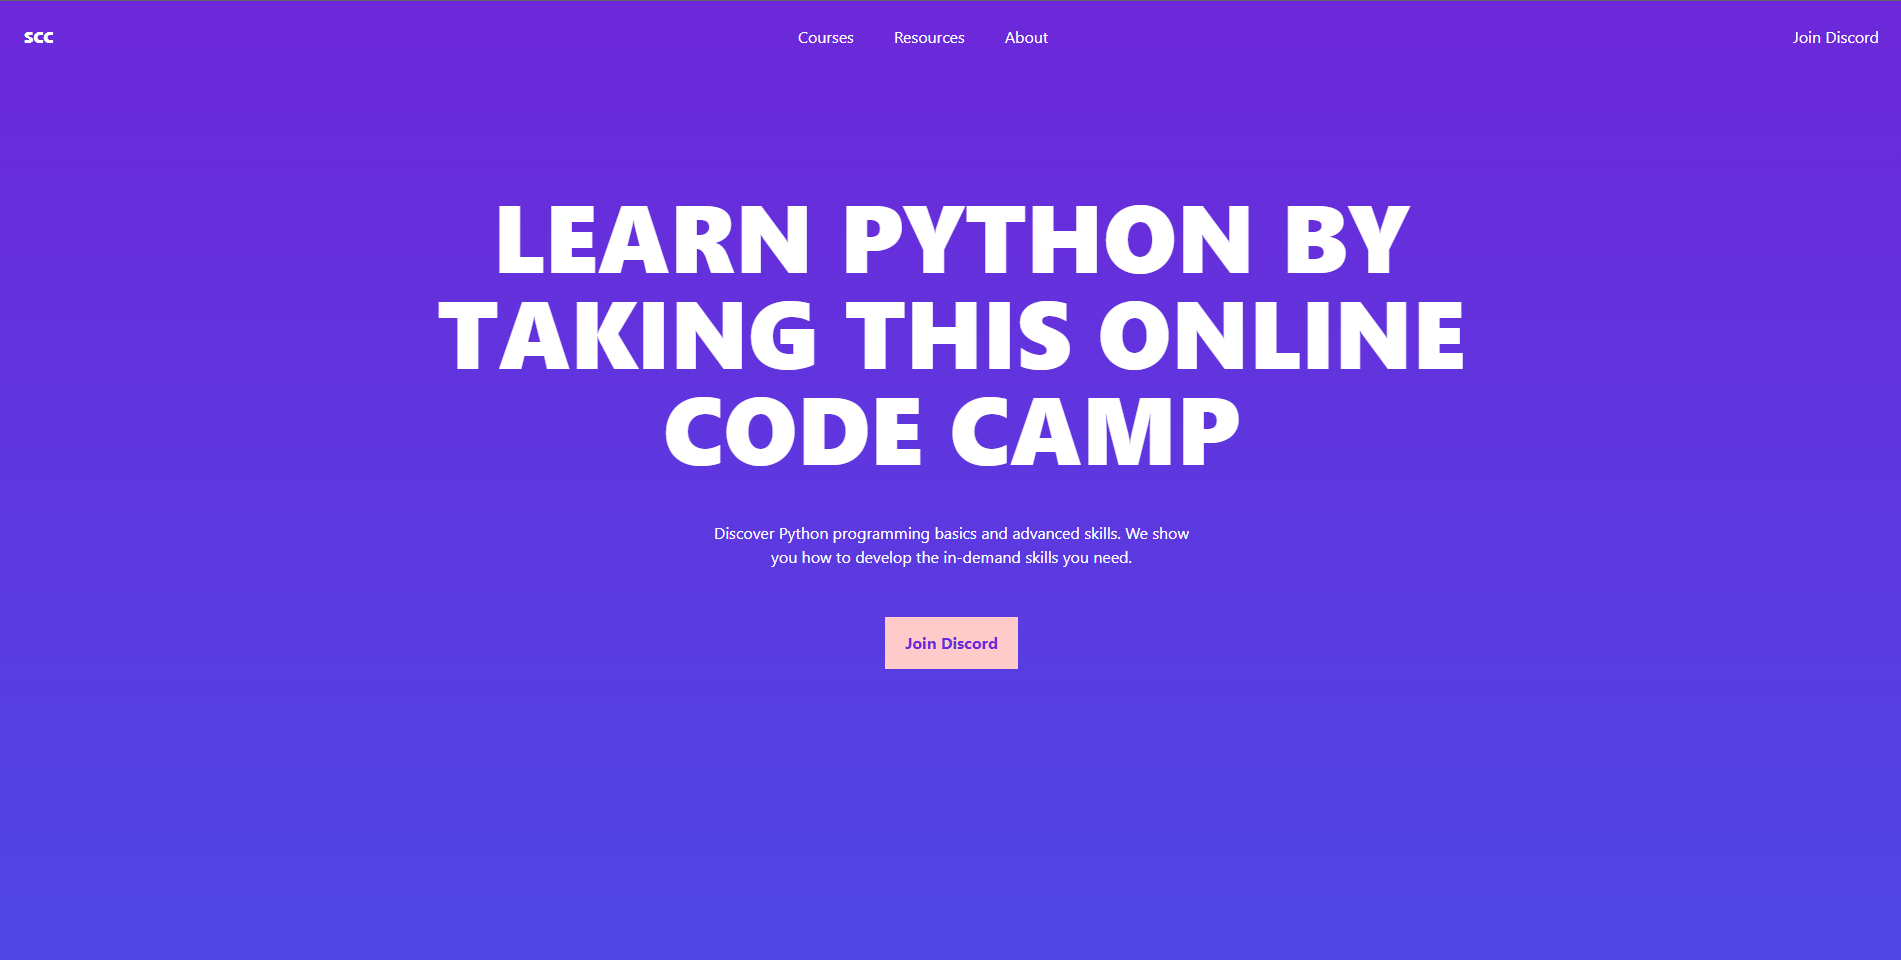 scc
Courses
Resources
About
Join Discord
LEARN PYTHON BY
TAKING THIS ONLINE
CODE CAMP
Discover Python programming basics and advanced skills. We show
you how to develop the in-demand skills you need.
Join Discord